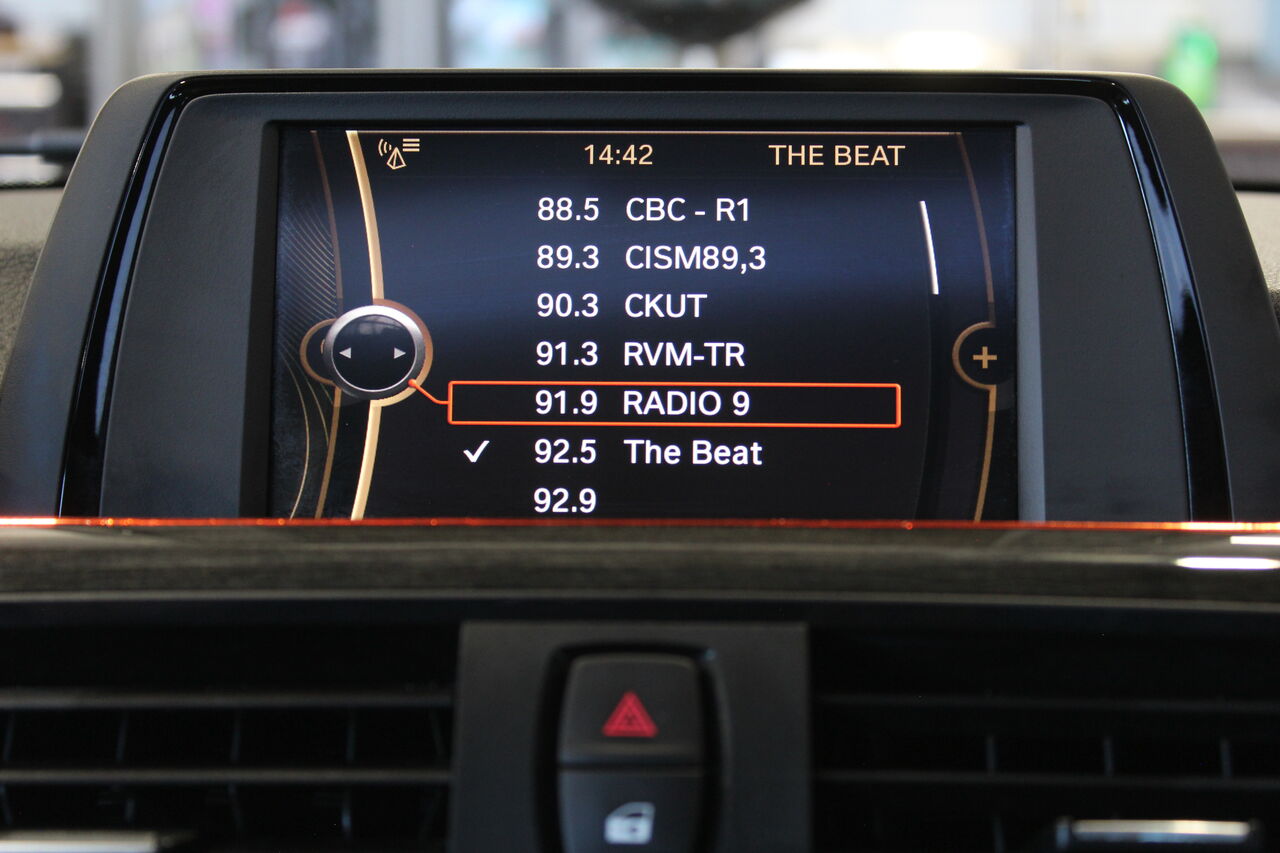 14:42 THE BEAT
88.5 CBC - R1
89.3 CISM89,3
90.3 CKUT
91.3 RVM-TR
91.9 RADIO 9
✓ 92.5 The Beat
92.9